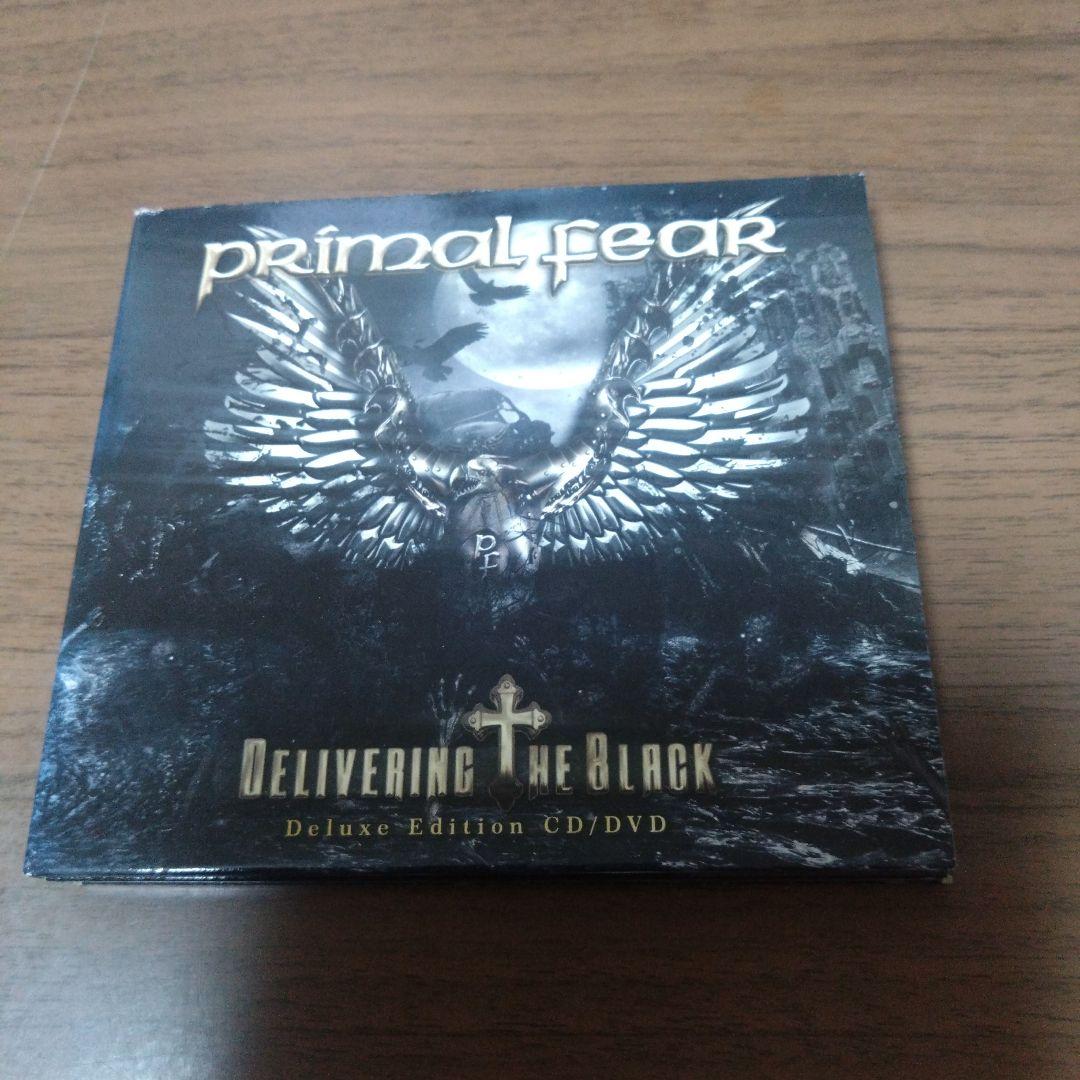 PRIMAL FEAR
PF
DELIVERING THE BLACK
Deluxe Edition CD/DVD